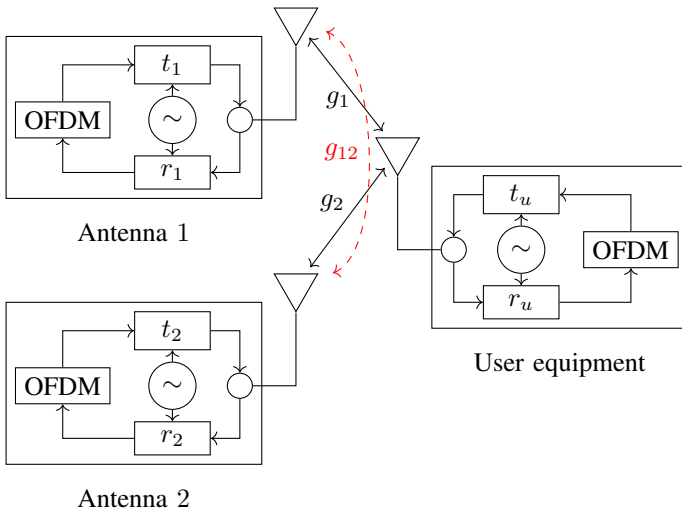 t₁
OFDM
~
r₁
Antenna 1
g₁
g₁₂
g₂
t₂
OFDM
~
r₂
Antenna 2
tᵤ
~
OFDM
rᵤ
User equipment